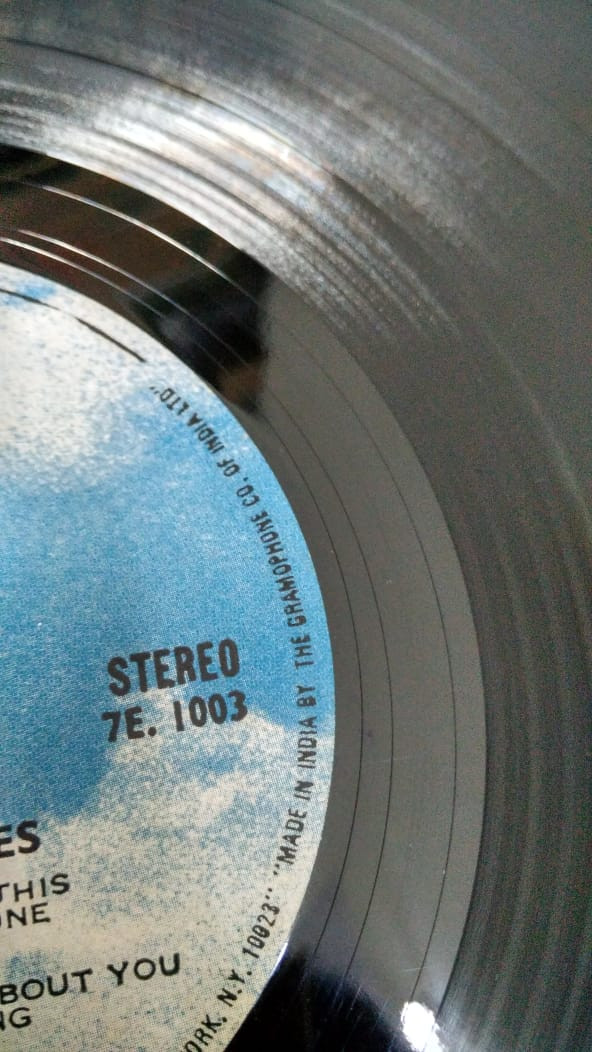 STEREO
7E. 1003
ES
THIS
UNE
BOUT YOU
NG
ORK, N.Y. 10023" "MADE IN INDIA BY THE GRAMOPHONE CO. OF INDIA LTD"